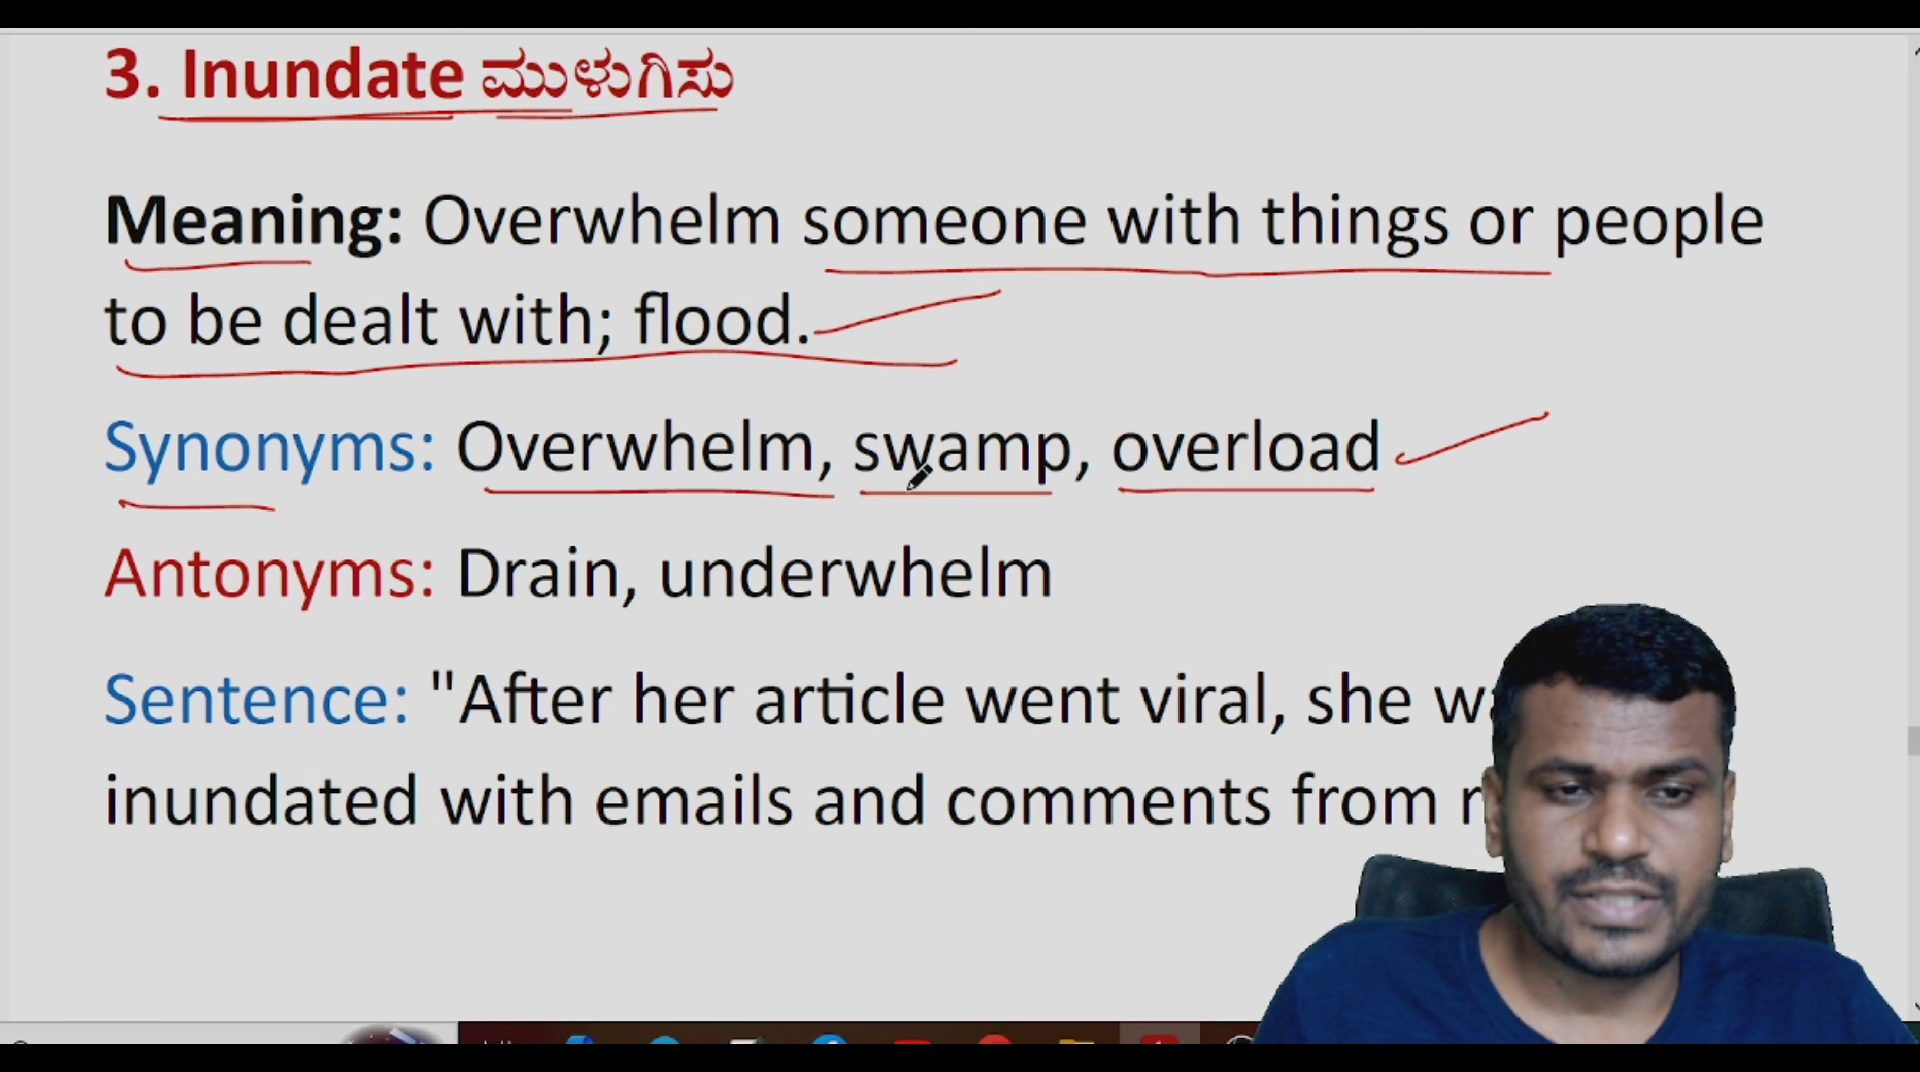 3. Inundate ಮುಳುಗಿಸು
Meaning: Overwhelm someone with things or people
to be dealt with; flood.
Synonyms: Overwhelm, swamp, overload
Antonyms: Drain, underwhelm
Sentence: "After her article went viral, she
inundated with emails and comments from